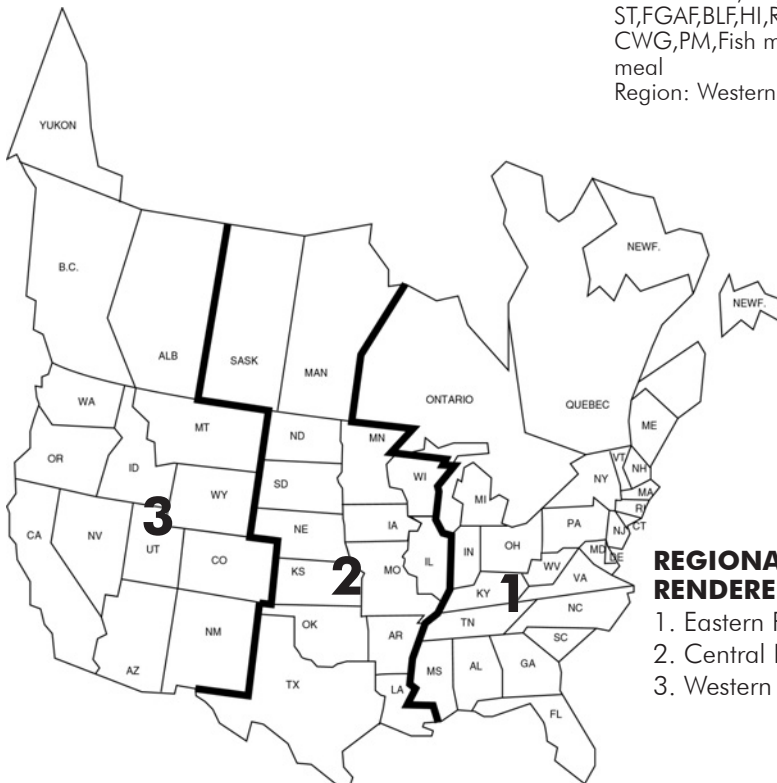 ST,FGAF,BLF,HI,
CWG,PM,Fish
meal
Region: Western
YUKON
B.C.
ALB
SASK
MAN
ONTARIO
QUEBEC
NEWF.
NEWF.
WA
OR
ID
MT
WY
CA
NV
UT
CO
AZ
NM
3
ND
SD
NE
KS
OK
TX
MN
IA
MO
AR
LA
WI
IL
2
MI
IN
OH
KY
TN
MS
AL
GA
FL
SC
NC
VA
WV
PA
NY
MD
DE
NJ
CT
RI
MA
VT
NH
ME
1
REGIONA
RENDERE
1. Eastern
2. Central
3. Western